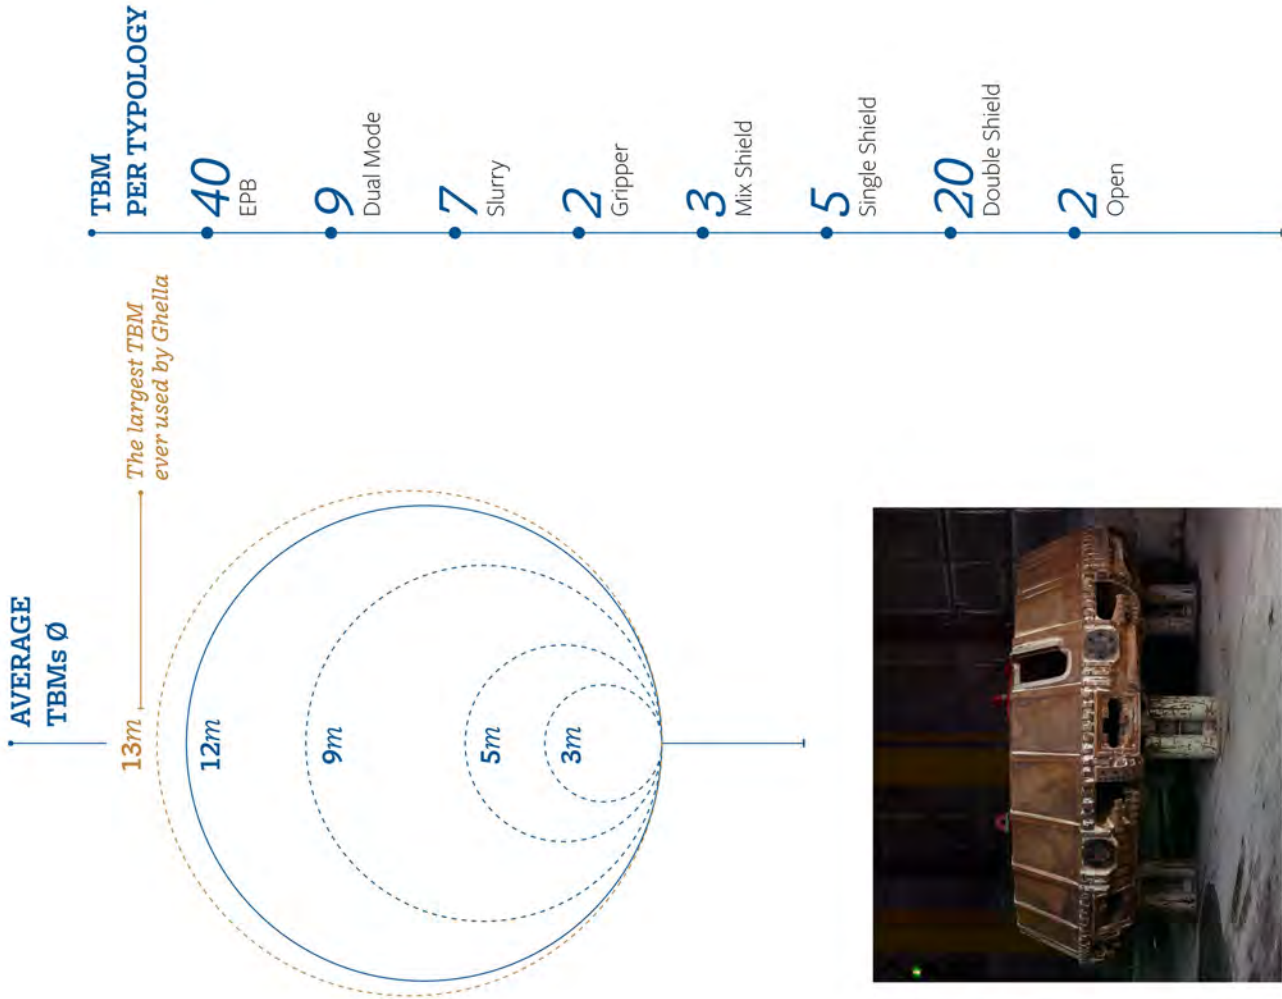 AVERAGE
TBMs Ø
13m
The largest TBM
ever used by Ghella
12m
9m
5m
3m
TBM
PER TYPOLOGY
40
EPB
9
Dual Mode
7
Slurry
2
Gripper
3
Mix Shield
5
Single Shield
20
Double Shield
2
Open